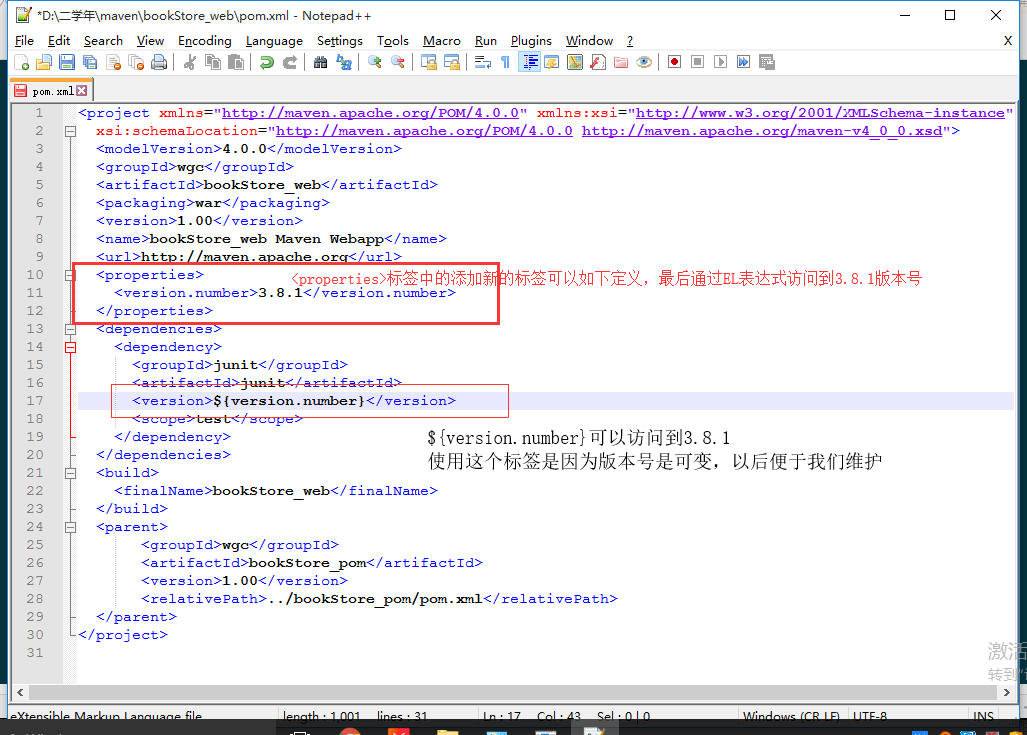 *D:\二学年\maven\bookStore_web\pom.xml - Notepad++
File Edit Search View Encoding Language Settings Tools Macro Run Plugins Window ? X
pom.xml
1 <project xmlns="http://maven.apache.org/POM/4.0.0" xmlns:xsi="http://www.w3.org/2001/XMLSchema-instance"
2 xsi:schemaLocation="http://maven.apache.org/POM/4.0.0 http://maven.apache.org/maven-v4_0_0.xsd">
3 <modelVersion>4.0.0</modelVersion>
4 <groupId>wgc</groupId>
5 <artifactId>bookStore_web</artifactId>
6 <packaging>war</packaging>
7 <version>1.00</version>
8 <name>bookStore_web Maven Webapp</name>
9 <url>http://maven.apache.org</url>
10 <properties> <properties>标签中的添加新的标签可以如下定义，最后通过EL表达式访问到3.8.1版本号
11 <version.number>3.8.1</version.number>
12 </properties>
13 <dependencies>
14 <dependency>
15 <groupId>junit</groupId>
16 <artifactId>junit</artifactId>
17 <version>${version.number}</version>
18 <scope>test</scope>
19 </dependency> ${version.number}可以访问到3.8.1
20 </dependencies> 使用这个标签是因为版本号是可变，以后便于我们维护
21 <build>
22 <finalName>bookStore_web</finalName>
23 </build>
24 <parent>
25 <groupId>wgc</groupId>
26 <artifactId>bookStore_pom</artifactId>
27 <version>1.00</version>
28 <relativePath>../bookStore_pom/pom.xml</relativePath>
29 </parent>
30 </project>
31
激活
转到
eXtensible Markup Language file length : 1,001 lines : 31 Ln : 17 Col : 43 Sel : 0 | 0 Windows (CR LF) UTF-8 INS